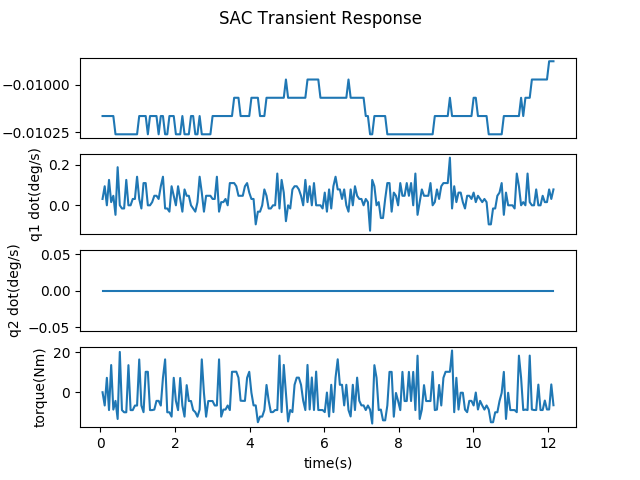 SAC Transient Response
−0.01000
−0.01025
0.2
0.0
q1 dot(deg/s)
0.05
0.00
−0.05
q2 dot(deg/s)
20
0
torque(Nm)
0 2 4 6 8 10 12
time(s)